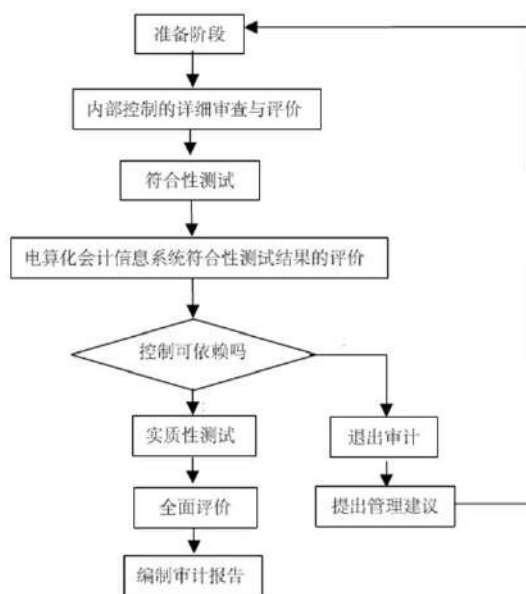 准备阶段
内部控制的详细审查与评价
符合性测试
电算化会计信息系统符合性测试结果的评价
控制可依赖吗
实质性测试
退出审计
全面评价
提出管理建议
编制审计报告